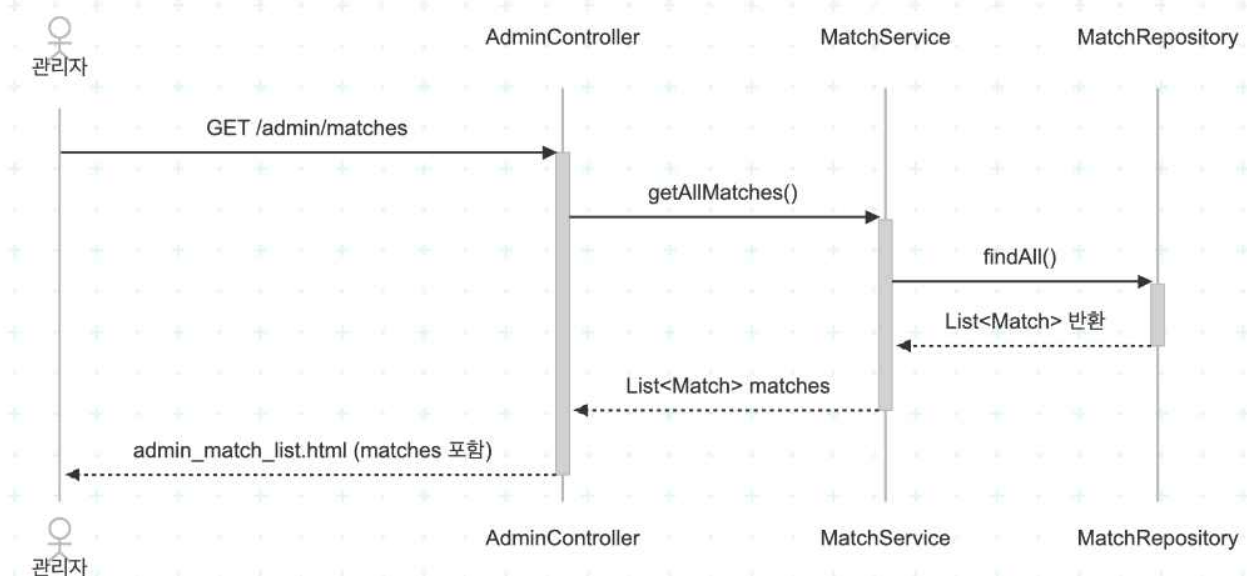 관리자
AdminController
MatchService
MatchRepository
GET /admin/matches
getAllMatches()
findAll()
List<Match> 반환
List<Match> matches
admin_match_list.html (matches 포함)
관리자
AdminController
MatchService
MatchRepository